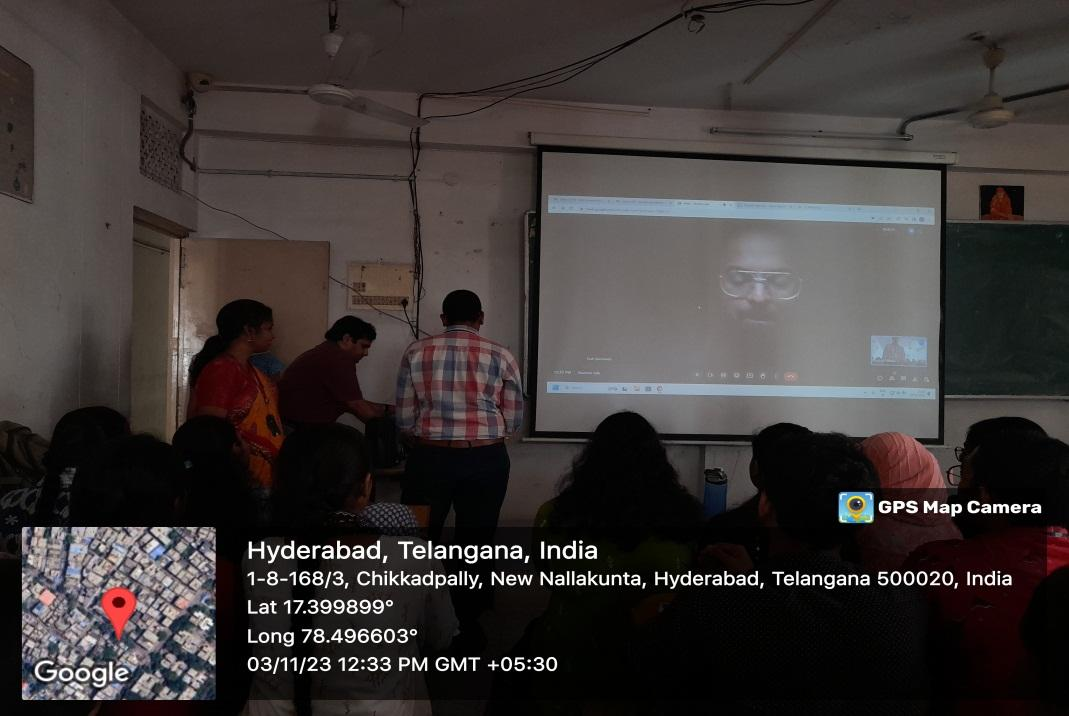 GPS Map Camera
Hyderabad, Telangana, India
1-8-168/3, Chikkadpally, New Nallakunta, Hyderabad, Telangana 500020, India
Lat 17.399899°
Long 78.496603°
03/11/23 12:33 PM GMT +05:30
Google